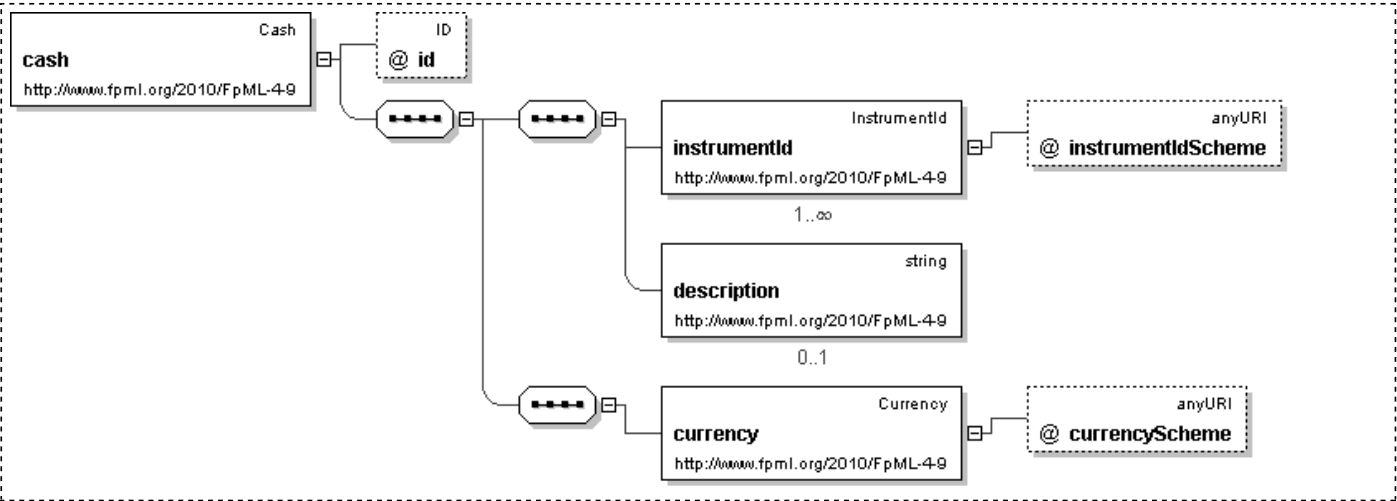 Cash
cash
http://www.fpml.org/2010/FpML-4-9
ID
@ id
InstrumentId
instrumentId
http://www.fpml.org/2010/FpML-4-9
1..∞
anyURI
@ instrumentIdScheme
string
description
http://www.fpml.org/2010/FpML-4-9
0..1
Currency
currency
http://www.fpml.org/2010/FpML-4-9
anyURI
@ currencyScheme